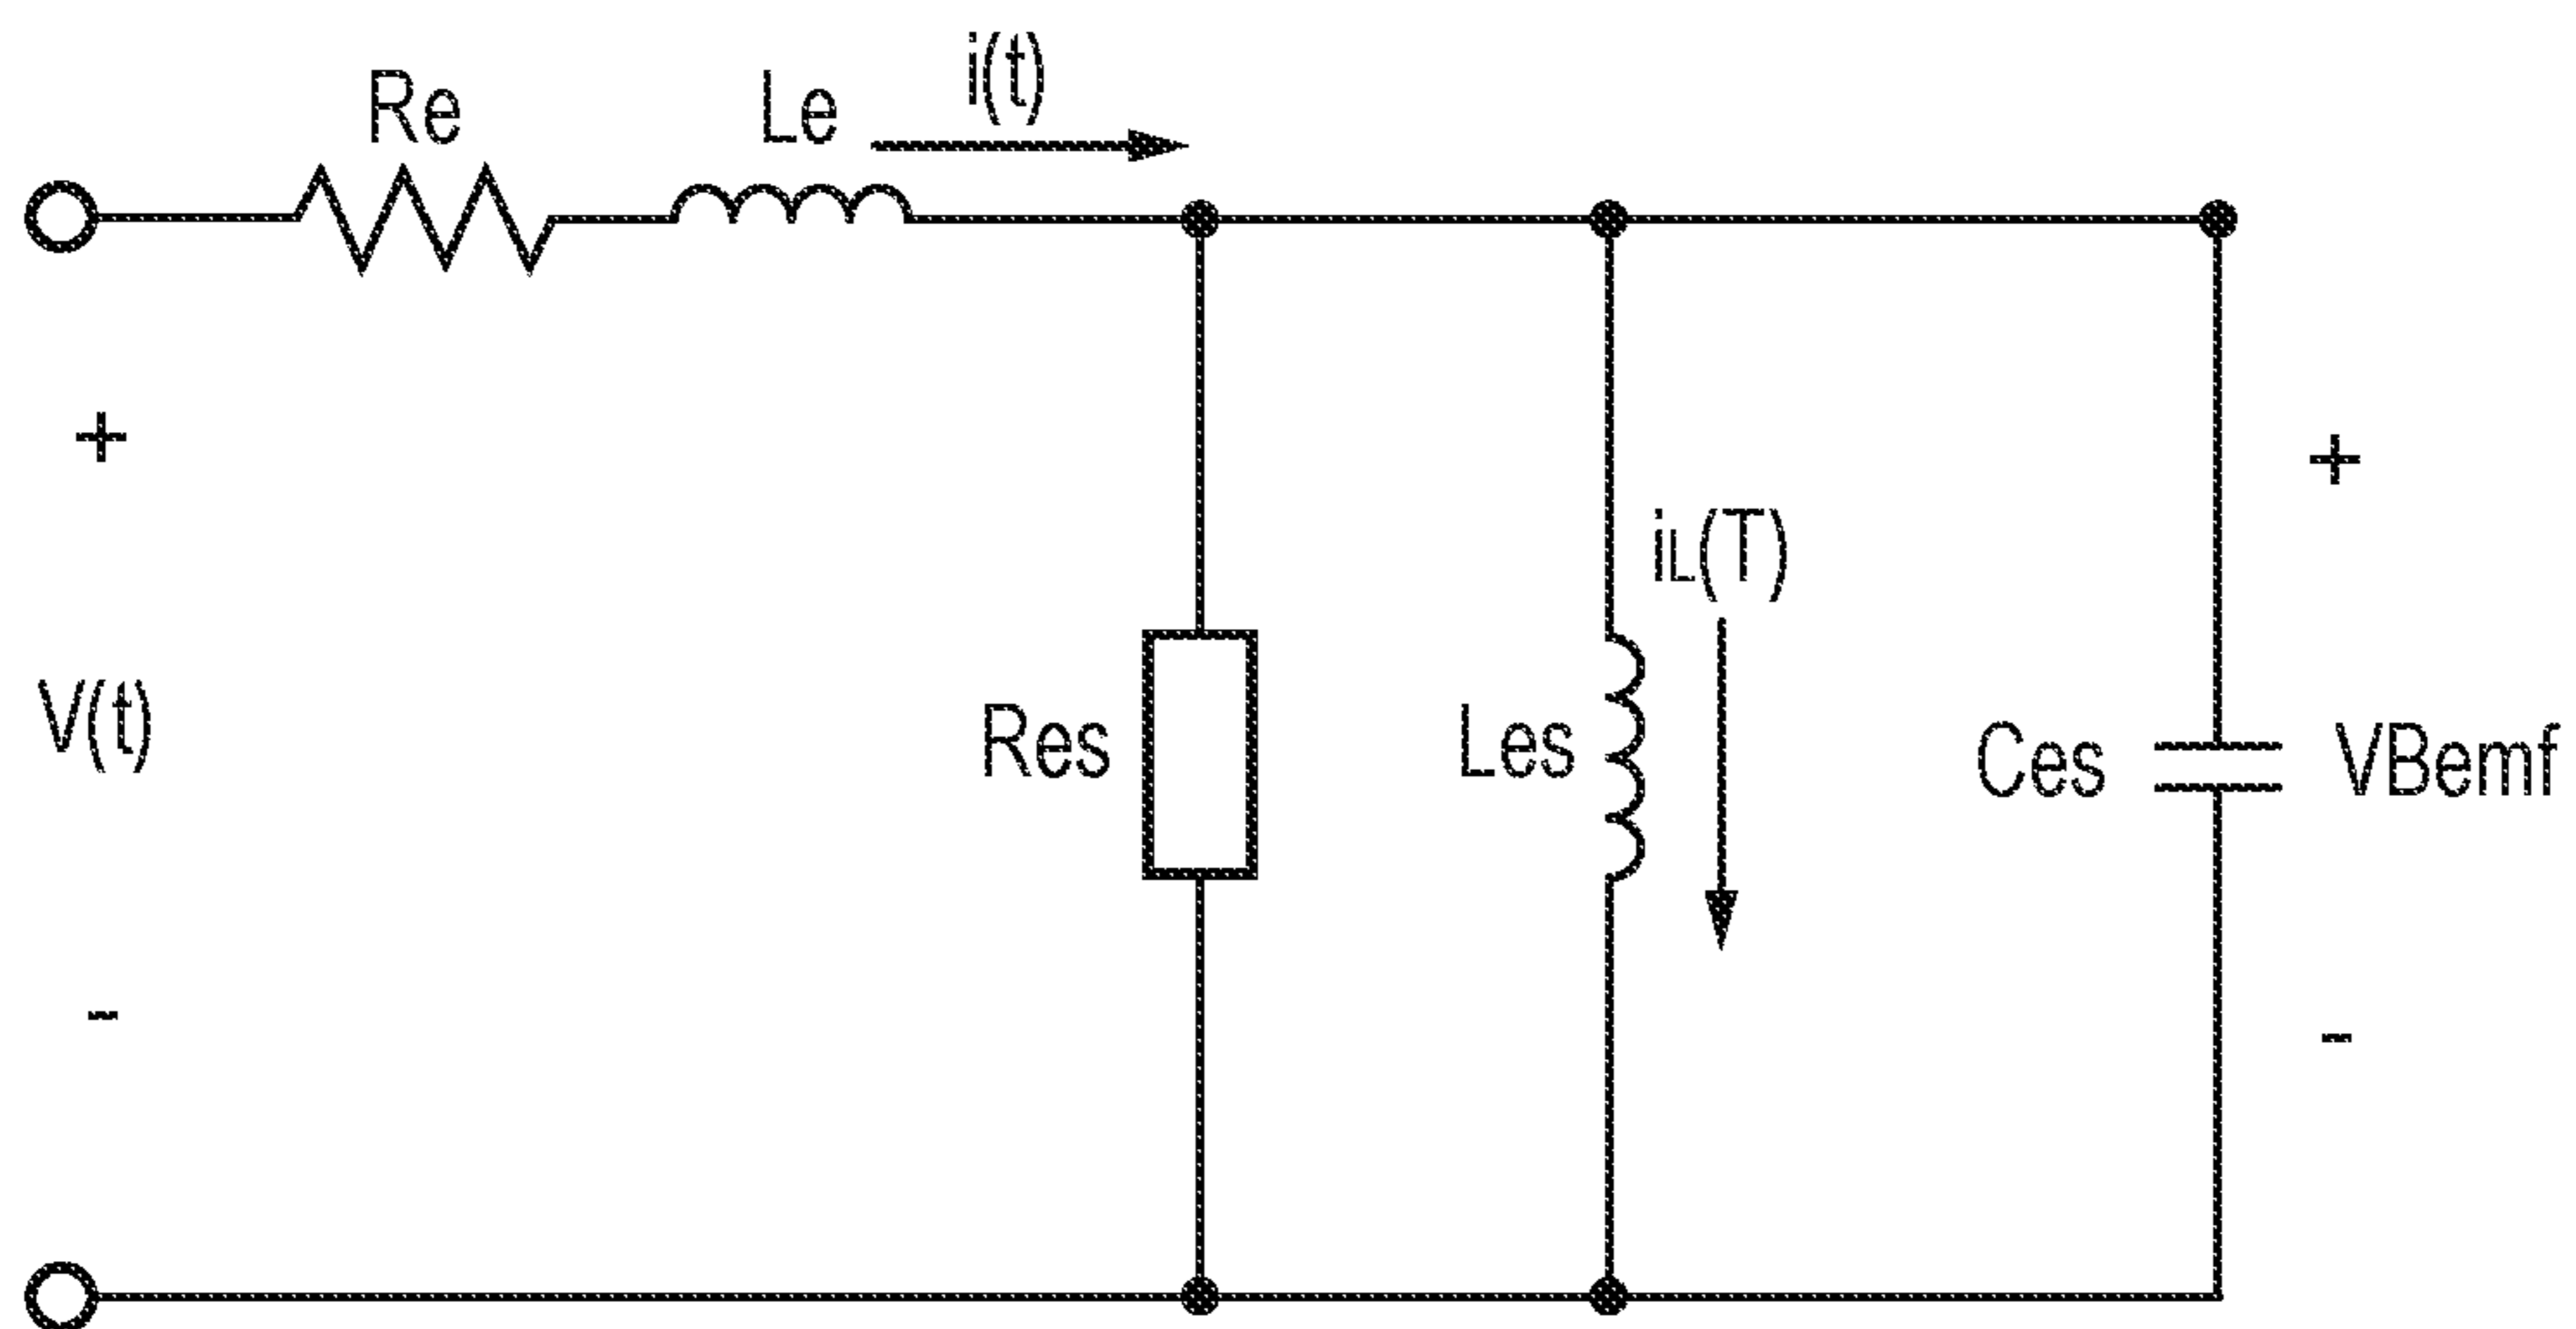 Re
Le
i(t)
+
V(t)
-
Res
Les
iL(T)
Ces
+
VBemf
-